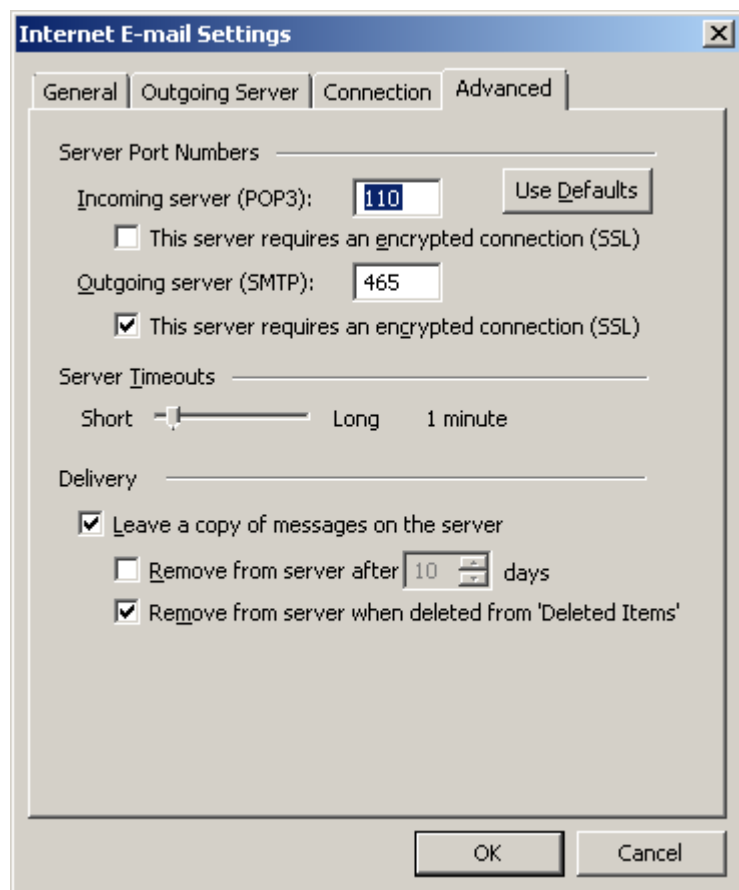 Internet E-mail Settings
General Outgoing Server Connection Advanced
Server Port Numbers
Incoming server (POP3): 110 Use Defaults
This server requires an encrypted connection (SSL)
Outgoing server (SMTP): 465
This server requires an encrypted connection (SSL)
Server Timeouts
Short Long 1 minute
Delivery
Leave a copy of messages on the server
Remove from server after 10 days
Remove from server when deleted from 'Deleted Items'
OK Cancel